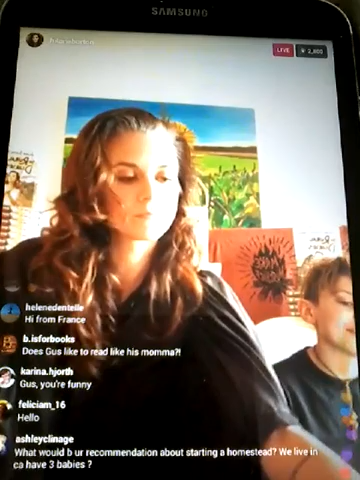 SAMSUNG
LIVE 2,800
helenedentelle
Hi from France
b.isforbooks
Does Gus like to read like his momma?!
karina.hjorth
Gus, you're funny
feliciam_16
Hello
ashleyclinage
What would b ur recommendation about starting a homestead? We live in
ca have 3 babies ?